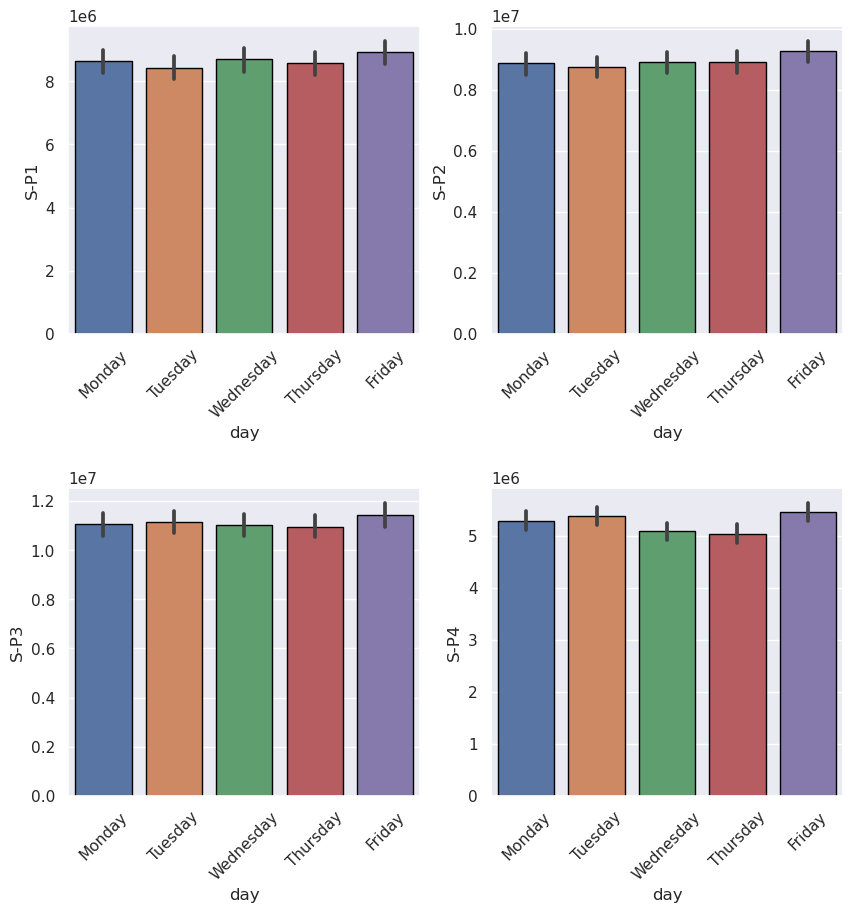 1e6
8
6
4
2
0
S-P1
Monday
Tuesday
Wednesday
Thursday
Friday
day
1e7
1.0
0.8
0.6
0.4
0.2
0.0
S-P2
Monday
Tuesday
Wednesday
Thursday
Friday
day
1e7
1.2
1.0
0.8
0.6
0.4
0.2
0.0
S-P3
Monday
Tuesday
Wednesday
Thursday
Friday
day
1e6
5
4
3
2
1
0
S-P4
Monday
Tuesday
Wednesday
Thursday
Friday
day